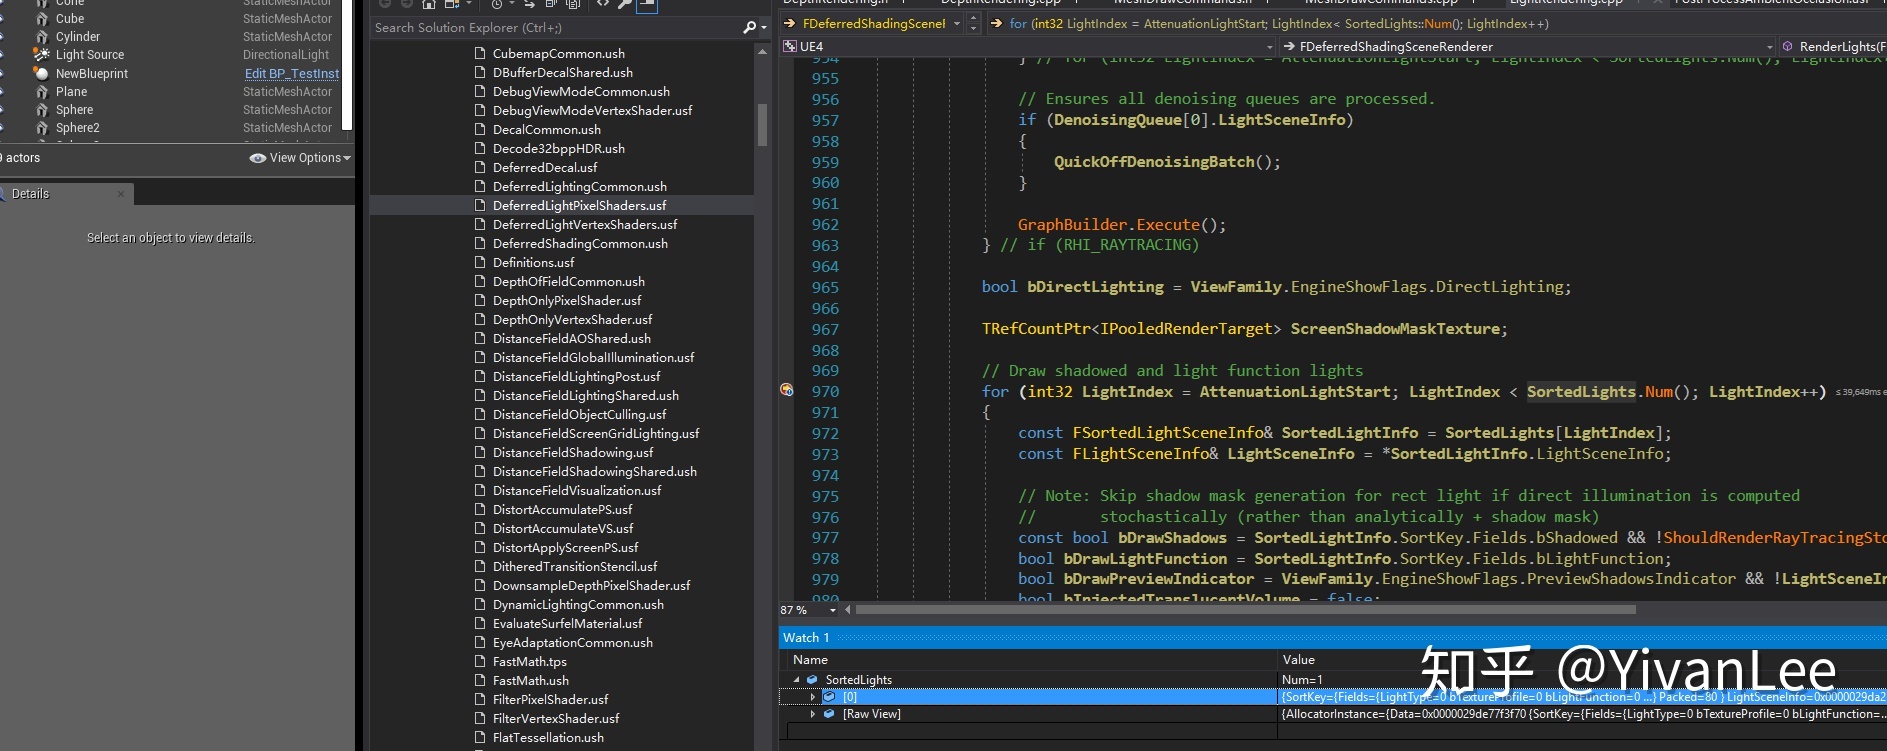 Cone StaticMeshActor
Cube StaticMeshActor
Cylinder StaticMeshActor
Light Source DirectionalLight
NewBlueprint Edit BP_TestInst
Plane StaticMeshActor
Sphere StaticMeshActor
Sphere2 StaticMeshActor
9 actors View Options
Details
Select an object to view details.
Search Solution Explorer (Ctrl+;)
CubemapCommon.ush
DBufferDecalShared.ush
DebugViewModeCommon.ush
DebugViewModeVertexShader.usf
DecalCommon.ush
Decode32bppHDR.ush
DeferredDecal.usf
DeferredLightingCommon.ush
DeferredLightPixelShaders.usf
DeferredLightVertexShaders.usf
DeferredShadingCommon.ush
Definitions.usf
DepthOfFieldCommon.ush
DepthOnlyPixelShader.usf
DepthOnlyVertexShader.usf
DistanceFieldAOShared.ush
DistanceFieldGlobalIllumination.usf
DistanceFieldLightingPost.usf
DistanceFieldLightingShared.ush
DistanceFieldObjectCulling.usf
DistanceFieldScreenGridLighting.usf
DistanceFieldShadowing.usf
DistanceFieldShadowingShared.ush
DistanceFieldVisualization.usf
DistortAccumulatePS.usf
DistortAccumulateVS.usf
DistortApplyScreenPS.usf
DitheredTransitionStencil.usf
DownsampleDepthPixelShader.usf
DynamicLightingCommon.ush
EvaluateSurfelMaterial.usf
EyeAdaptationCommon.ush
FastMath.tps
FastMath.ush
FilterPixelShader.usf
FilterVertexShader.usf
FlatTessellation.ush
FDeferredShadingSceneF for (int32 LightIndex = AttenuationLightStart; LightIndex< SortedLights::Num(); LightIndex++)
UE4 FDeferredShadingSceneRenderer RenderLights(F
954 } // for (int32 LightIndex = AttenuationLightStart; LightIndex < SortedLights.Num(); LightIndex
955
956 // Ensures all denoising queues are processed.
957 if (DenoisingQueue[0].LightSceneInfo)
958 {
959 QuickOffDenoisingBatch();
960 }
961
962 GraphBuilder.Execute();
963 } // if (RHI_RAYTRACING)
964
965 bool bDirectLighting = ViewFamily.EngineShowFlags.DirectLighting;
966
967 TRefCountPtr<IPooledRenderTarget> ScreenShadowMaskTexture;
968
969 // Draw shadowed and light function lights
970 for (int32 LightIndex = AttenuationLightStart; LightIndex < SortedLights.Num(); LightIndex++) ≤ 39,649ms e
971 {
972 const FSortedLightSceneInfo& SortedLightInfo = SortedLights[LightIndex];
973 const FLightSceneInfo& LightSceneInfo = *SortedLightInfo.LightSceneInfo;
974
975 // Note: Skip shadow mask generation for rect light if direct illumination is computed
976 // stochastically (rather than analytically + shadow mask)
977 const bool bDrawShadows = SortedLightInfo.SortKey.Fields.bShadowed && !ShouldRenderRayTracingSto
978 bool bDrawLightFunction = SortedLightInfo.SortKey.Fields.bLightFunction;
979 bool bDrawPreviewIndicator = ViewFamily.EngineShowFlags.PreviewShadowsIndicator && !LightSceneIn
980 bool bInjectedTranslucentVolume = false;
87 %
Watch 1
Name Value
SortedLights Num=1
[0] {SortKey={Fields={LightType=0 bTextureProfile=0 bLightFunction=0 ...} Packed=80 } LightSceneInfo=0x0000029da2
[Raw View] {AllocatorInstance={Data=0x0000029de77f3f70 {SortKey={Fields={LightType=0 bTextureProfile=0 bLightFunction=...
知乎 @YivanLee